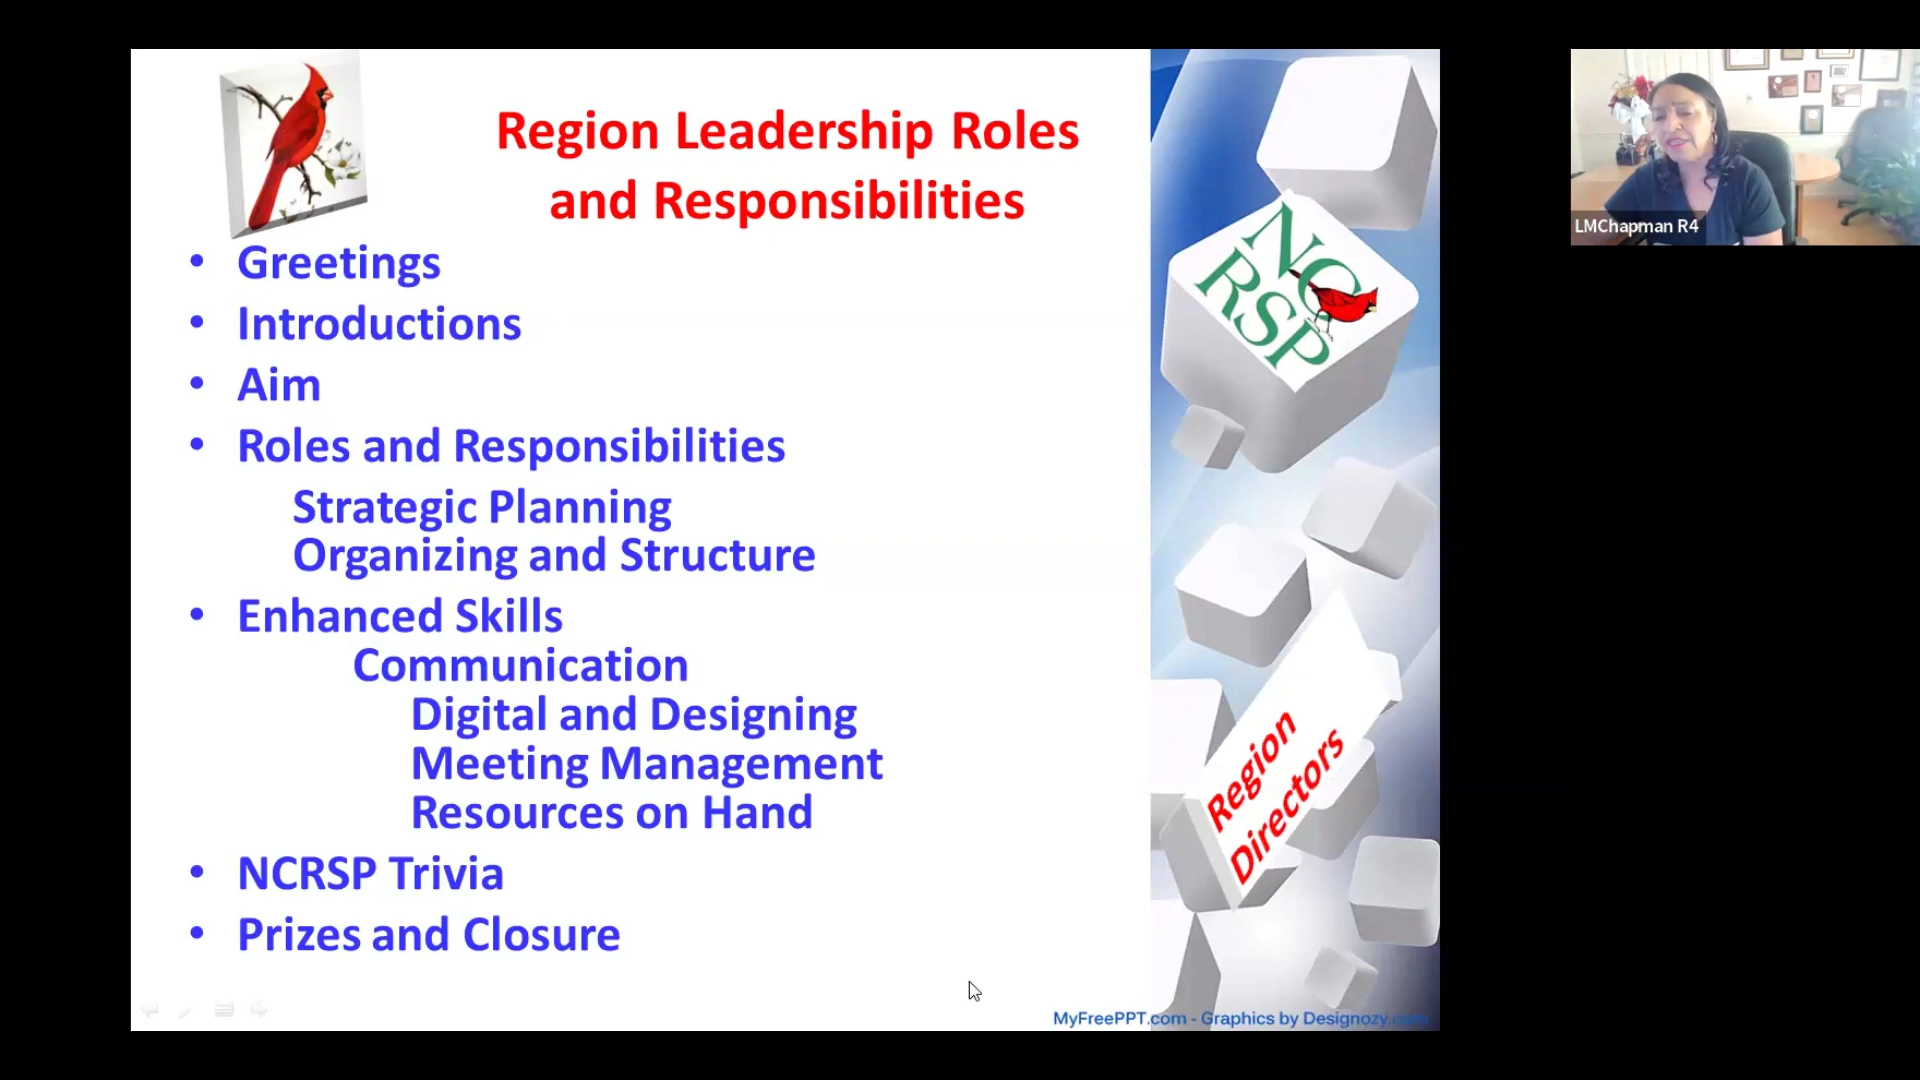 Region Leadership Roles
and Responsibilities
• Greetings
• Introductions
• Aim
• Roles and Responsibilities
Strategic Planning
Organizing and Structure
• Enhanced Skills
Communication
Digital and Designing
Meeting Management
Resources on Hand
• NCRSP Trivia
• Prizes and Closure
NC
RSP
Region
Directors
MyFreePPT.com - Graphics by Designozy.com
LMChapman R4